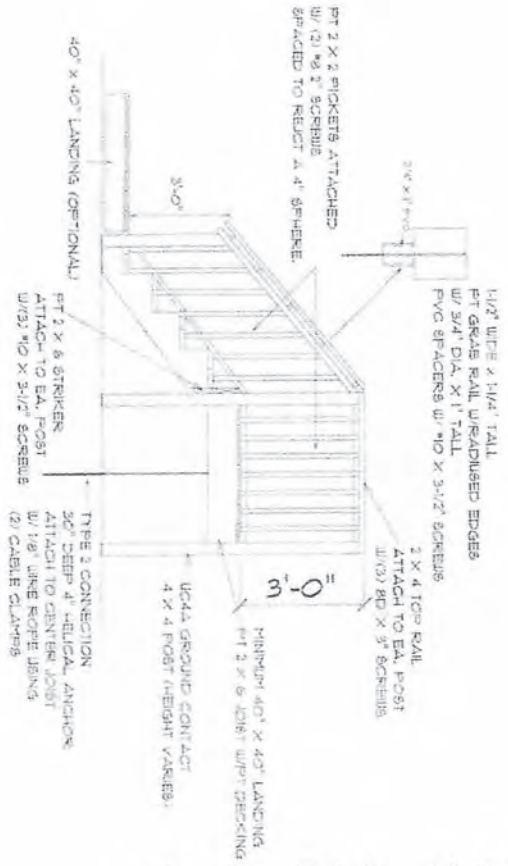 1-1/2" WIDE X 1-1/4" TALL
PT GRAB RAIL W/RADIUSED EDGES
W/ 3/4" DIA. X 1" TALL
PVC SPACERS W/ #10 X 3-1/2" SCREWS
3/4" X 1" PVC
PT 2 X 2 PICKETS ATTACHED
W/ (2) #8 2" SCREWS
SPACED TO REJECT A 4" SPHERE.
2 X 4 TOP RAIL
ATTACH TO EA. POST
W/(3) 8D X 3" SCREWS
3'-0"
3'-0"
MINIMUM 40" X 40" LANDING
PT 2 X 6 JOIST W/PT DECKING
UC4A GROUND CONTACT
4 X 4 POST (HEIGHT VARIES)
40" X 40" LANDING (OPTIONAL)
PT 2 X 6 STRIKER
ATTACH TO EA. POST
W/(3) #10 X 3-1/2" SCREWS
TYPE 2 CONNECTION
30" DEEP 4" HELICAL ANCHOR
ATTACH TO CENTER JOIST
W/ 1/8" WIRE ROPE USING
(2) CABLE CLAMPS